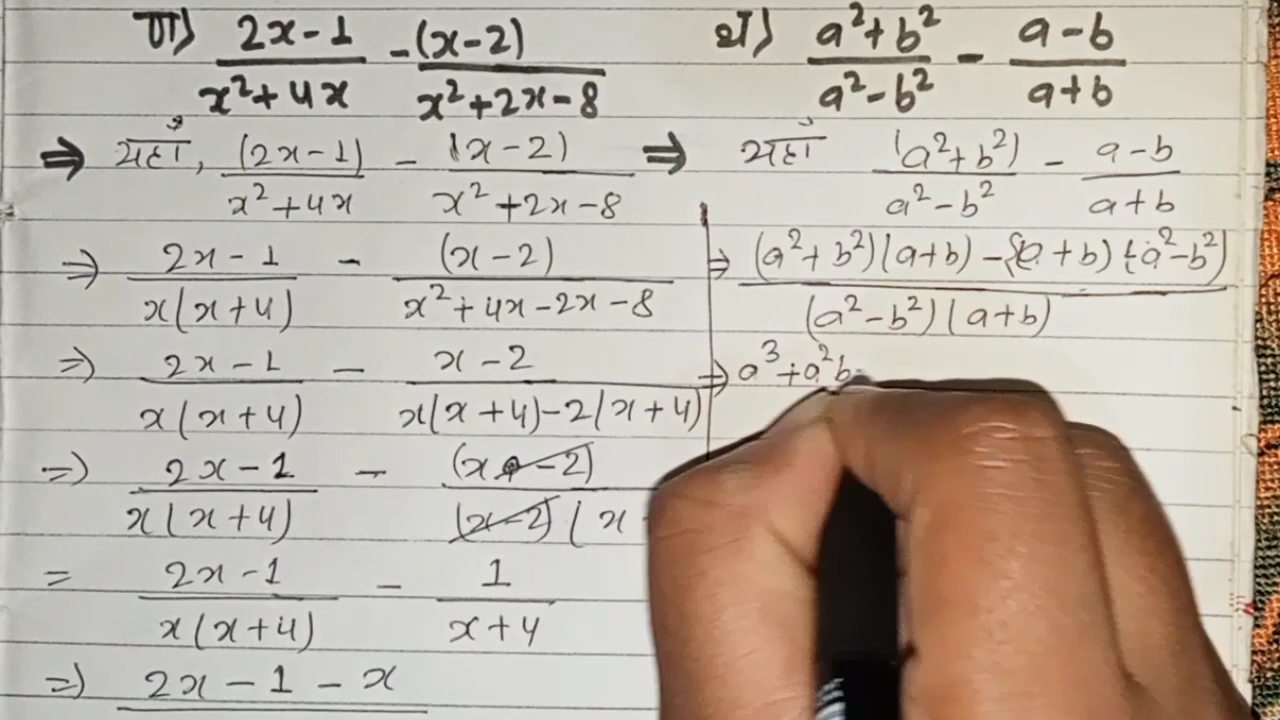 ण) (2x-1)/(x²+4x) - (x-2)/(x²+2x-8)
⇒ यहाँ, (2x-1)/(x²+4x) - (x-2)/(x²+2x-8)
⇒ (2x-1)/(x(x+4)) - (x-2)/(x²+4x-2x-8)
⇒ (2x-1)/(x(x+4)) - (x-2)/(x(x+4)-2(x+4))
⇒ (2x-1)/(x(x+4)) - (x-2)/((x-2)(x
= (2x-1)/(x(x+4)) - 1/(x+4)
⇒ 2x-1-x
थ) (a²+b²)/(a²-b²) - (a-b)/(a+b)
⇒ यहाँ (a²+b²)/(a²-b²) - (a-b)/(a+b)
⇒ (a²+b²)(a+b)-{(a+b)(a²-b²)/(a²-b²)(a+b)
⇒ a³+a²b